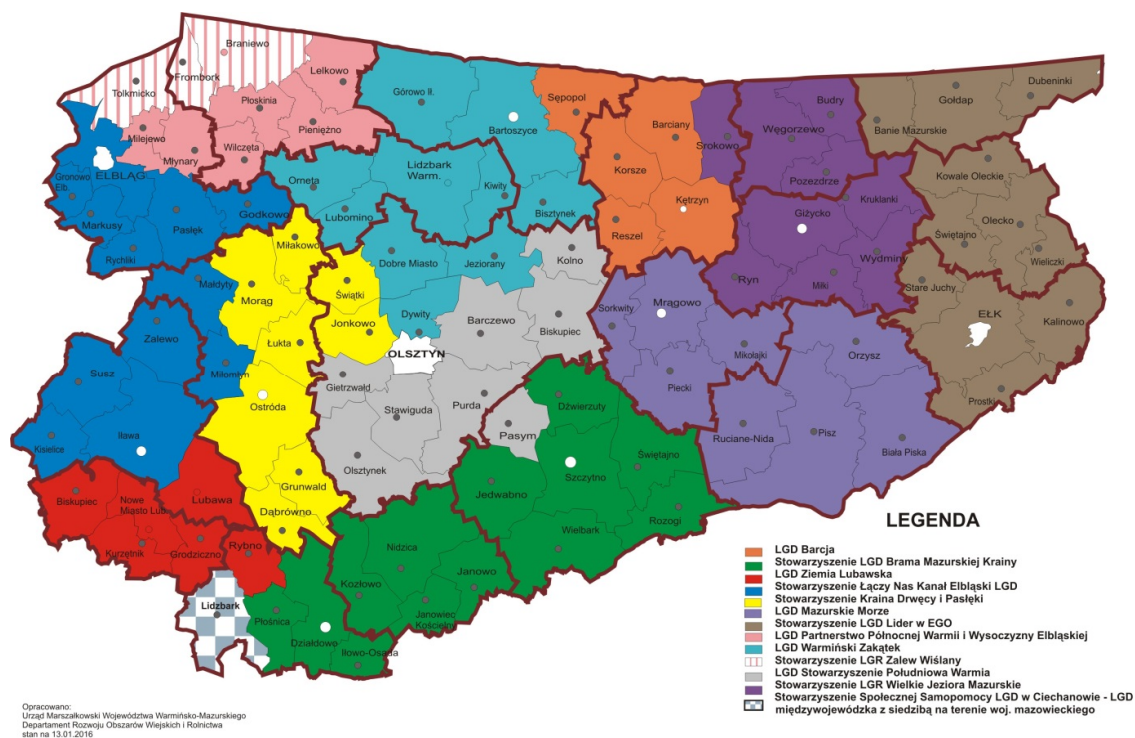 Braniewo
Frombork
Lelkowo
Tolkmicko
Płoskinia
Milejewo
Pieniężno
Młynary
Wilczęta
Górowo Ił.
Bartoszyce
Sępopol
Barciany
Srokowo
Korsze
Kętrzyn
Reszel
Budry
Węgorzewo
Pozezdrze
Banie Mazurskie
Gołdap
Dubeninki
Kowale Oleckie
Olecko
Świętajno
Wieliczki
Kruklanki
Giżycko
Wydminy
Ryn
Miłki
Stare Juchy
EŁK
Kalinowo
Prostki
ELBLĄG
Gronowo
Elb.
Markusy
Pasłęk
Godkowo
Rychliki
Orneta
Lidzbark
Warm.
Kiwity
Lubomino
Bisztynek
Miłakowo
Dobre Miasto
Jeziorany
Kolno
Małdyty
Morąg
Świątki
Jonkowo
Dywity
Barczewo
Biskupiec
Sorkwity
Mrągowo
Mikołajki
Orzysz
Piecki
Zalewo
Łukta
OLSZTYN
Susz
Miłomłyn
Gietrzwałd
Ostróda
Stawiguda
Purda
Pasym
Dźwierzuty
Ruciane-Nida
Pisz
Biała Piska
Kisielice
Iława
Olsztynek
Szczytno
Świętajno
Jedwabno
Grunwald
Dąbrówno
Rozogi
Wielbark
Biskupiec
Nowe
Miasto Lub.
Lubawa
Kurzętnik
Grodziczno
Rybno
Nidzica
Janowo
Kozłowo
Janowiec
Kościelny
Lidzbark
Płośnica
Działdowo
Iłowo-Osada
LEGENDA
LGD Barcja
Stowarzyszenie LGD Brama Mazurskiej Krainy
LGD Ziemia Lubawska
Stowarzyszenie Łączy Nas Kanał Elbląski LGD
Stowarzyszenie Kraina Drwęcy i Pasłęki
LGD Mazurskie Morze
Stowarzyszenie LGD Lider w EGO
LGD Partnerstwo Północnej Warmii i Wysoczyzny Elbląskiej
LGD Warmiński Zakątek
Stowarzyszenie LGR Zalew Wiślany
LGD Stowarzyszenie Południowa Warmia
Stowarzyszenie LGR Wielkie Jeziora Mazurskie
Stowarzyszenie Społecznej Samopomocy LGD w Ciechanowie - LGD
międzywojewódzka z siedzibą na terenie woj. mazowieckiego
Opracowano:
Urząd Marszałkowski Województwa Warmińsko-Mazurskiego
Departament Rozwoju Obszarów Wiejskich i Rolnictwa
stan na 13.01.2016